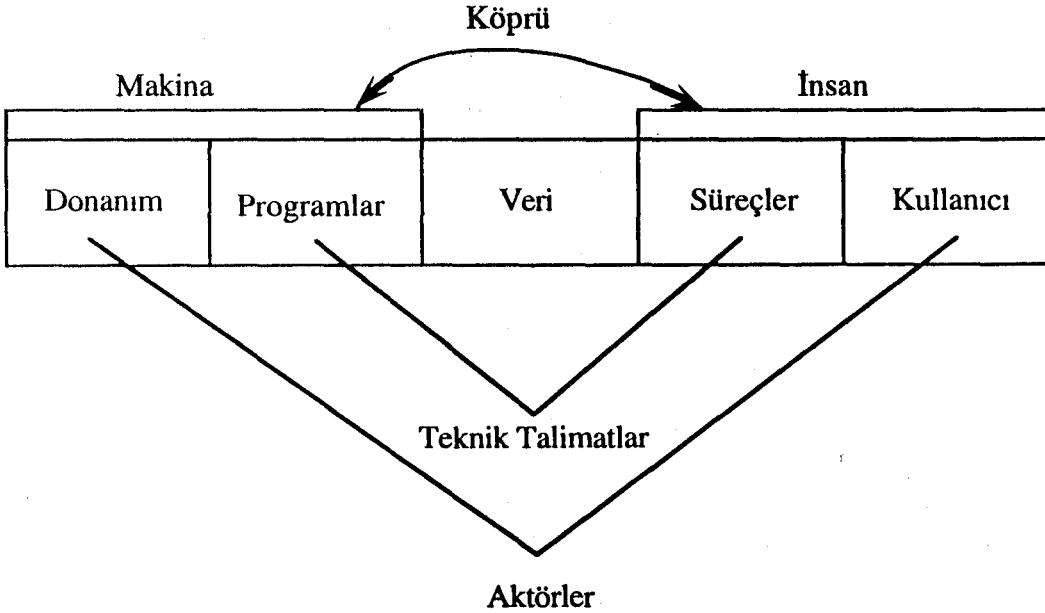 Köprü
Makina İnsan
Donanım Programlar Veri Süreçler Kullanıcı
Teknik Talimatlar
Aktörler